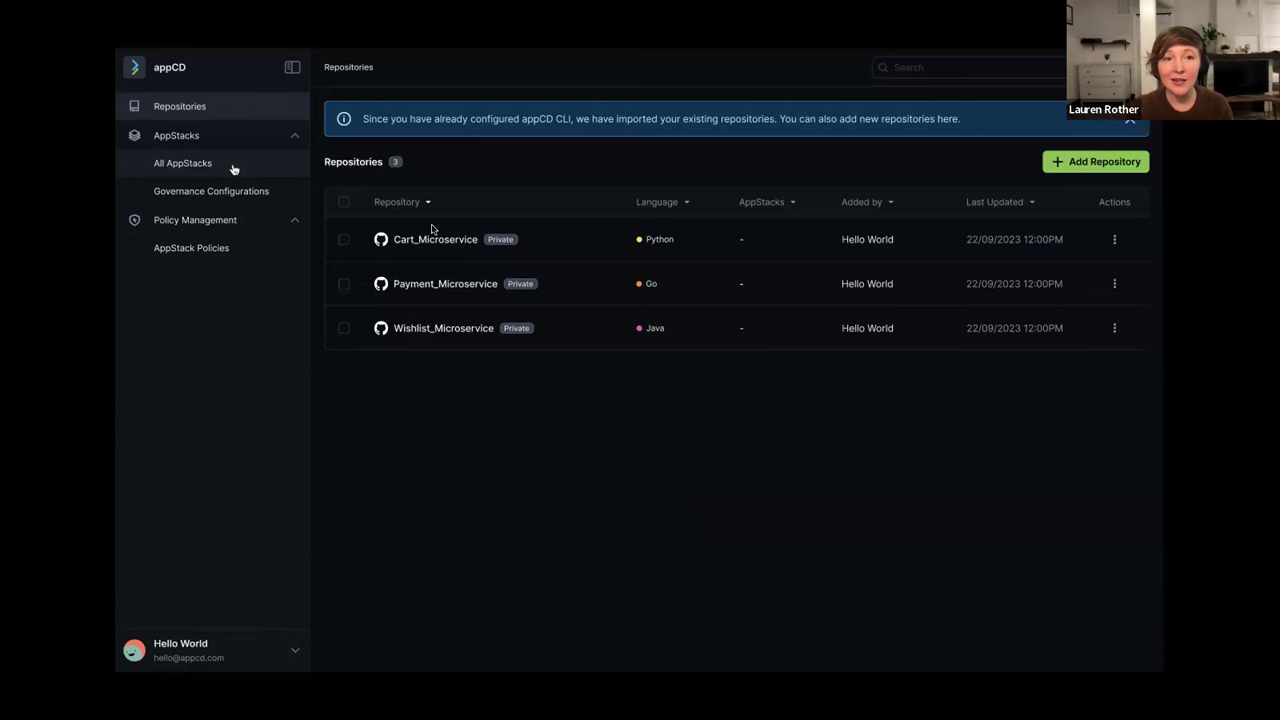 appCD
Repositories
Search
Lauren Rother
Repositories
AppStacks
All AppStacks
Governance Configurations
Policy Management
AppStack Policies
Since you have already configured appCD CLI, we have imported your existing repositories. You can also add new repositories here.
Repositories 3
+ Add Repository
Repository Language AppStacks Added by Last Updated Actions
Cart_Microservice Private Python - Hello World 22/09/2023 12:00PM
Payment_Microservice Private Go - Hello World 22/09/2023 12:00PM
Wishlist_Microservice Private Java - Hello World 22/09/2023 12:00PM
Hello World
hello@appcd.com